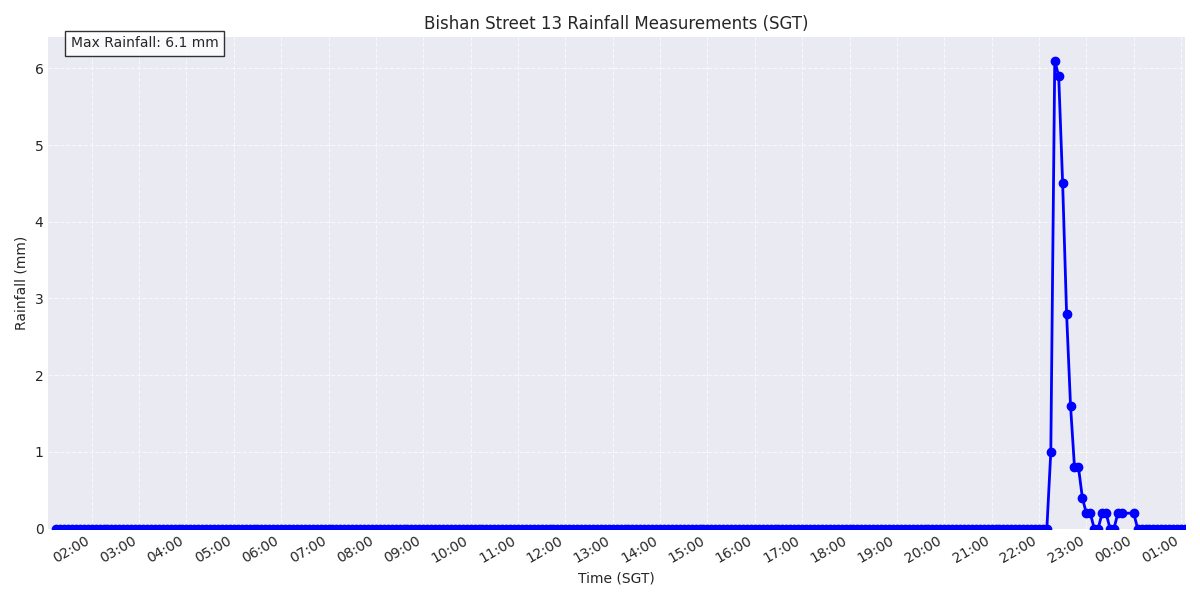 Bishan Street 13 Rainfall Measurements (SGT)
Max Rainfall: 6.1 mm
6
5
4
3
2
1
0
Rainfall (mm)
02:00 03:00 04:00 05:00 06:00 07:00 08:00 09:00 10:00 11:00 12:00 13:00 14:00 15:00 16:00 17:00 18:00 19:00 20:00 21:00 22:00 23:00 00:00 01:00
Time (SGT)